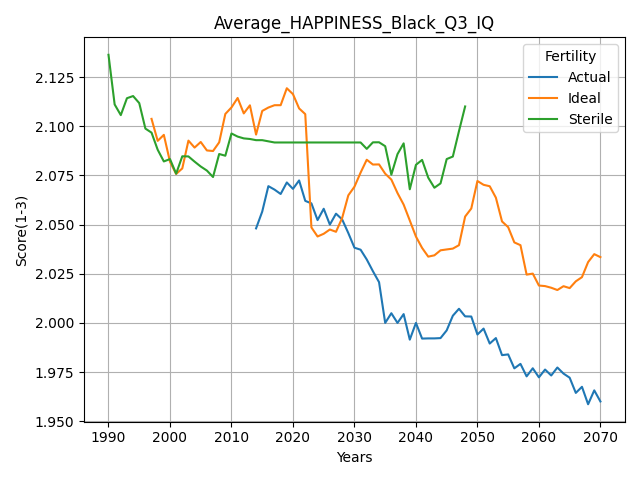 Average_HAPPINESS_Black_Q3_IQ
Fertility
Actual
Ideal
Sterile
Score(1-3)
2.125
2.100
2.075
2.050
2.025
2.000
1.975
1.950
1990 2000 2010 2020 2030 2040 2050 2060 2070
Years